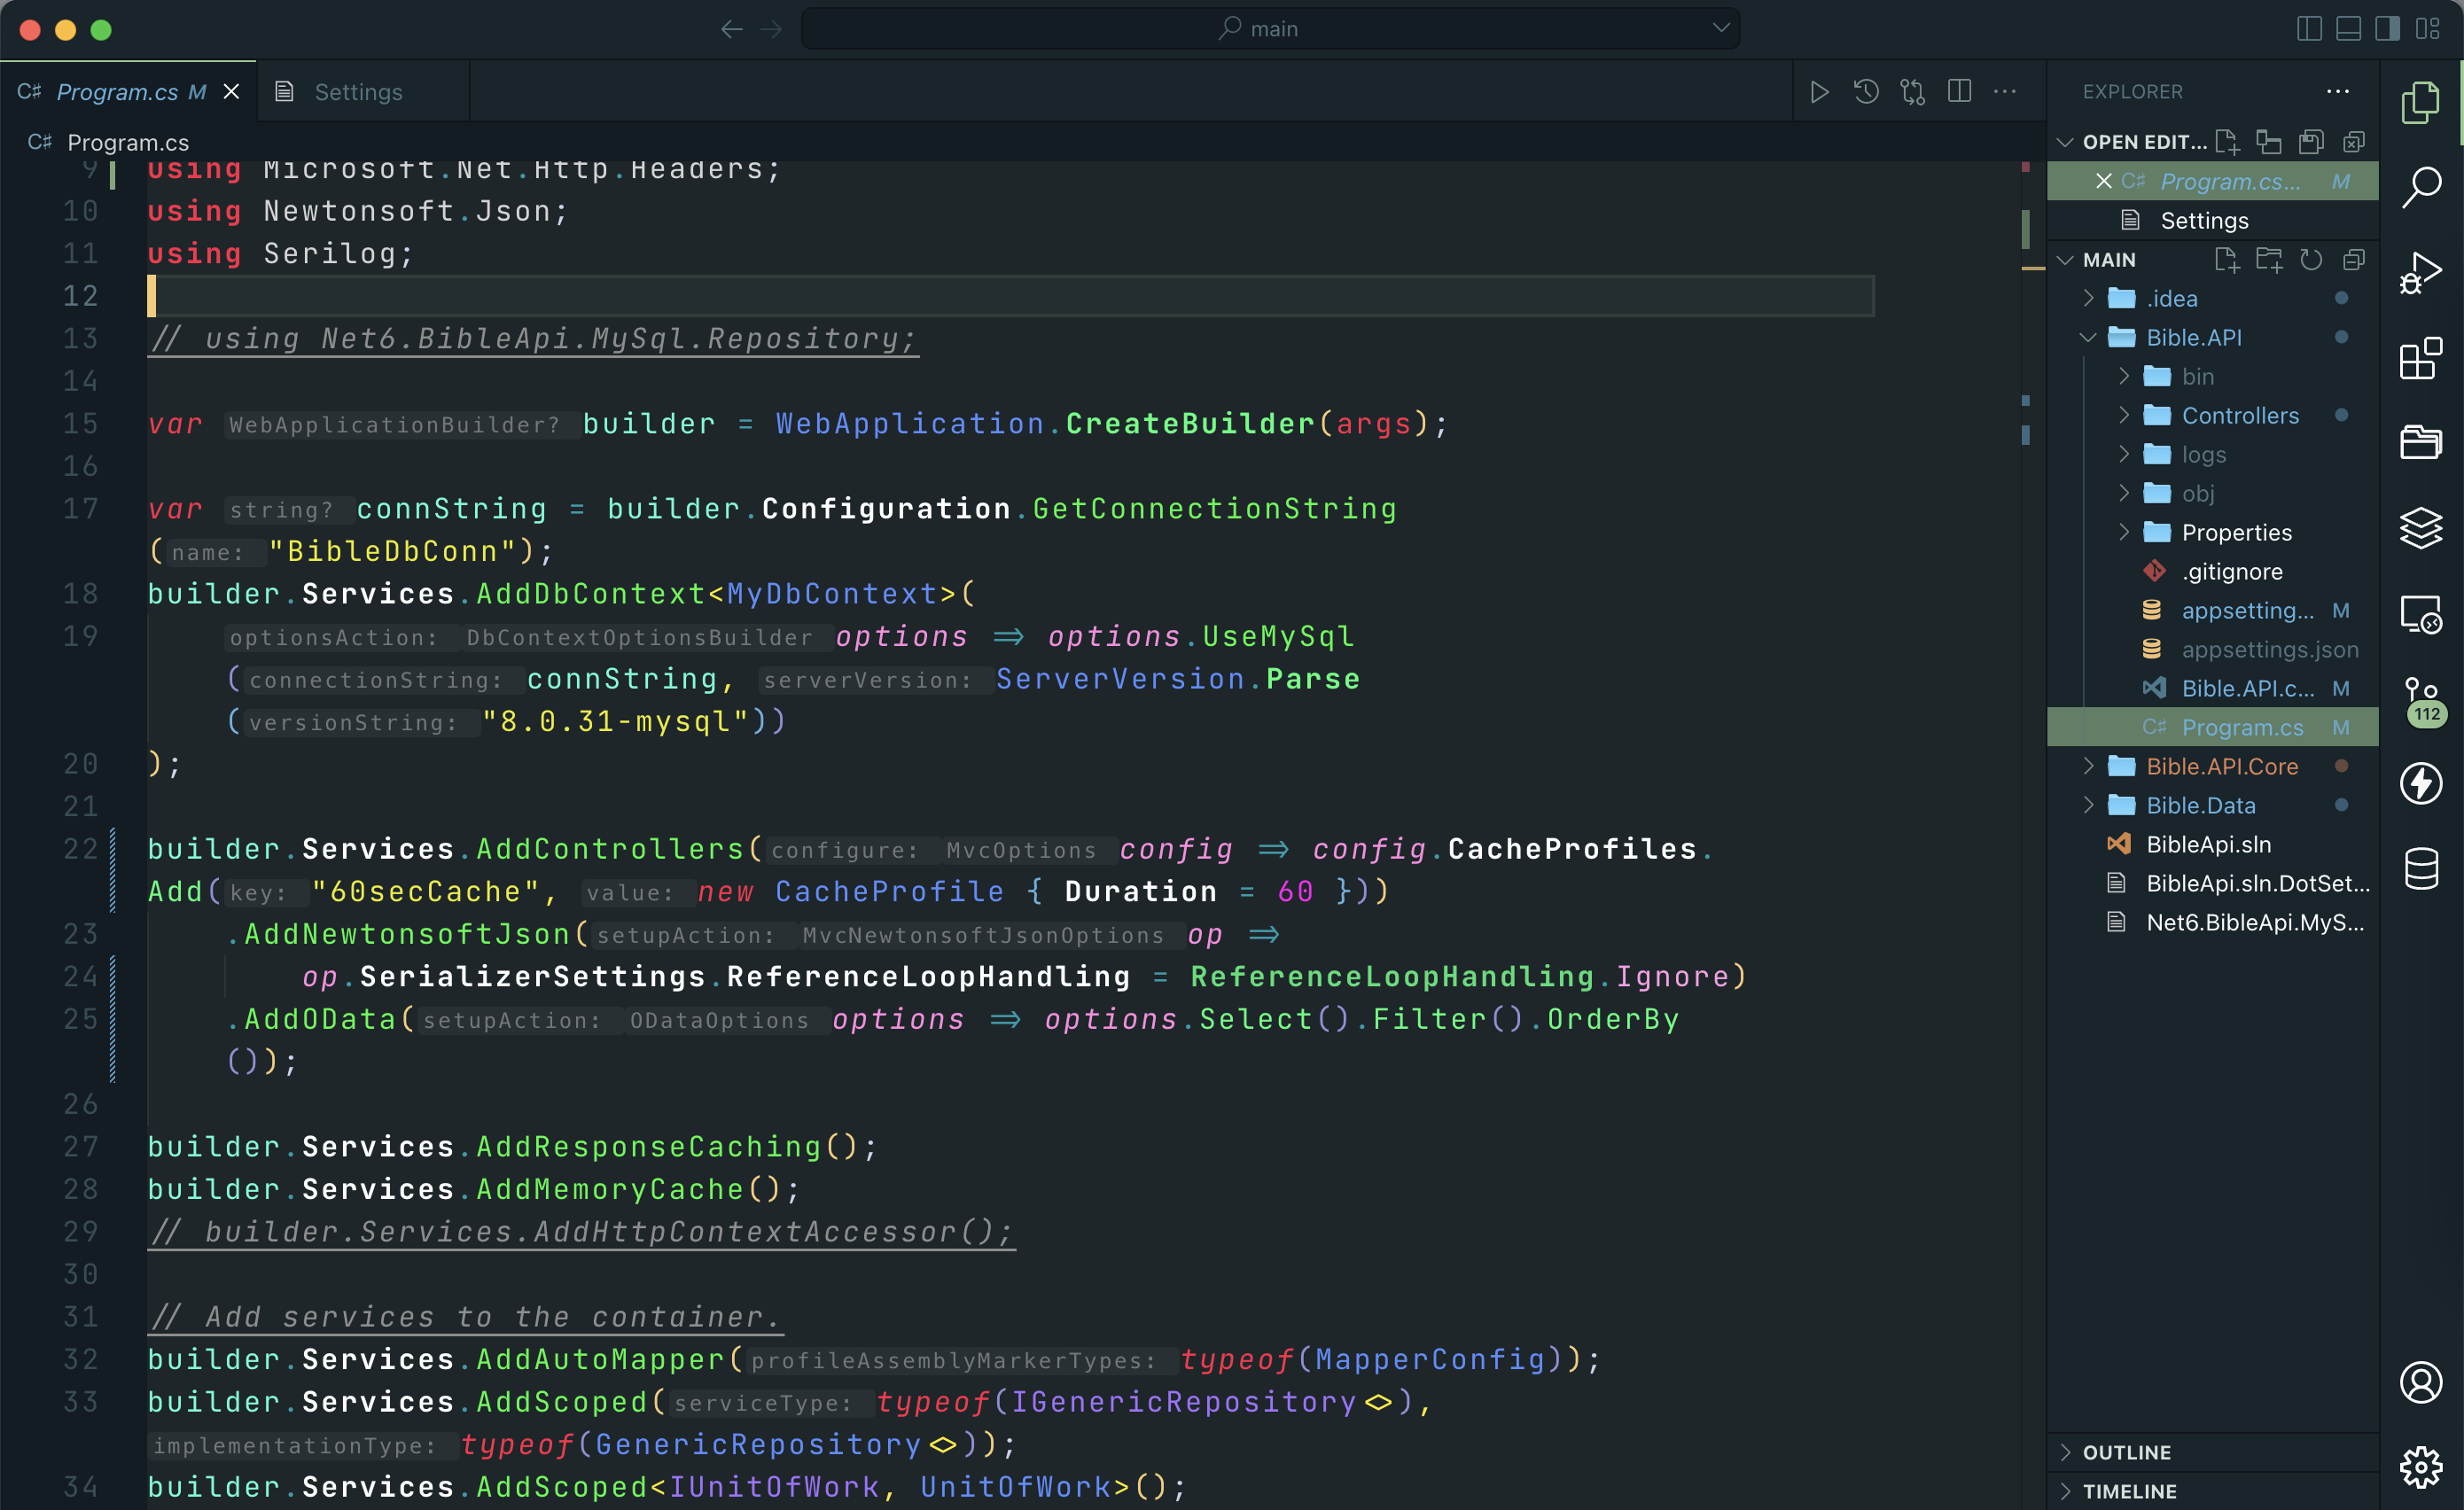 main
Program.cs M
Settings
Program.cs
9 using Microsoft.Net.Http.Headers;
10 using Newtonsoft.Json;
11 using Serilog;
12
13 // using Net6.BibleApi.MySql.Repository;
14
15 var WebApplicationBuilder? builder = WebApplication.CreateBuilder(args);
16
17 var string? connString = builder.Configuration.GetConnectionString
(name: "BibleDbConn");
18 builder.Services.AddDbContext<MyDbContext>(
19 optionsAction: DbContextOptionsBuilder options => options.UseMySql
(connectionString: connString, serverVersion: ServerVersion.Parse
(versionString: "8.0.31-mysql"))
20 );
21
22 builder.Services.AddControllers(configure: MvcOptions config => config.CacheProfiles.
Add(key: "60secCache", value: new CacheProfile { Duration = 60 }))
23 .AddNewtonsoftJson(setupAction: MvcNewtonsoftJsonOptions op =>
24 op.SerializerSettings.ReferenceLoopHandling = ReferenceLoopHandling.Ignore)
25 .AddOData(setupAction: ODataOptions options => options.Select().Filter().OrderBy
());
26
27 builder.Services.AddResponseCaching();
28 builder.Services.AddMemoryCache();
29 // builder.Services.AddHttpContextAccessor();
30
31 // Add services to the container.
32 builder.Services.AddAutoMapper(profileAssemblyMarkerTypes: typeof(MapperConfig));
33 builder.Services.AddScoped(serviceType: typeof(IGenericRepository<>),
implementationType: typeof(GenericRepository<>));
34 builder.Services.AddScoped<IUnitOfWork, UnitOfWork>();
EXPLORER
OPEN EDIT...
C# Program.cs... M
Settings
MAIN
.idea
Bible.API
bin
Controllers
logs
obj
Properties
.gitignore
appsetting... M
appsettings.json
Bible.API.c... M
C# Program.cs M
Bible.API.Core
Bible.Data
BibleApi.sln
BibleApi.sln.DotSet...
Net6.BibleApi.MyS...
OUTLINE
TIMELINE
112